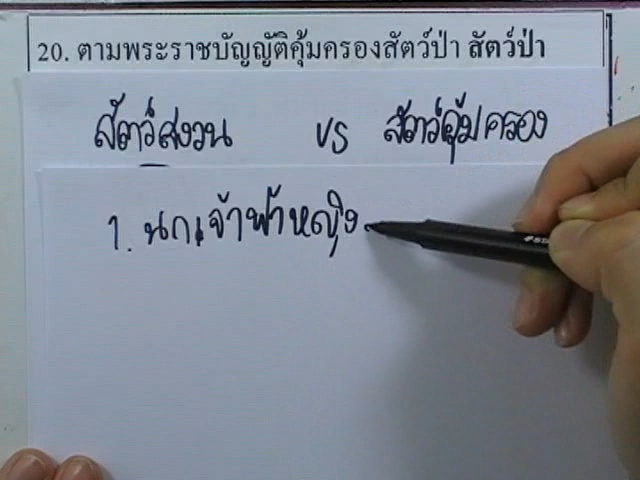 20. ตามพระราชบัญญัติคุ้มครองสัตว์ป่า สัตว์ป่า
สัตว์สงวน vs สัตว์คุ้มครอง
1. นกเจ้าฟ้าหญิง